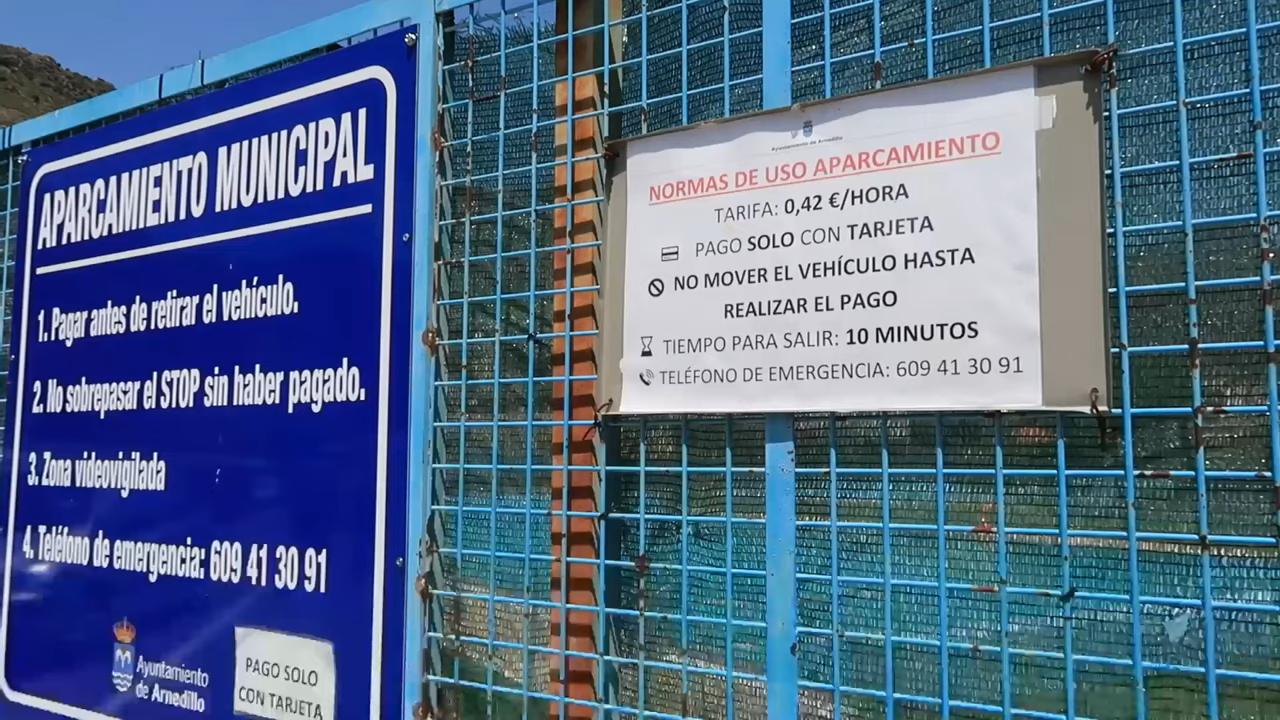 APARCAMIENTO MUNICIPAL
1. Pagar antes de retirar el vehículo.
2. No sobrepasar el STOP sin haber pagado.
3. Zona videovigilada
4. Teléfono de emergencia: 609 41 30 91
Ayuntamiento
de Arnedillo
PAGO SOLO
CON TARJETA
Ayuntamiento de Arnedillo
NORMAS DE USO APARCAMIENTO
TARIFA: 0,42 €/HORA
PAGO SOLO CON TARJETA
NO MOVER EL VEHÍCULO HASTA
REALIZAR EL PAGO
TIEMPO PARA SALIR: 10 MINUTOS
TELÉFONO DE EMERGENCIA: 609 41 30 91